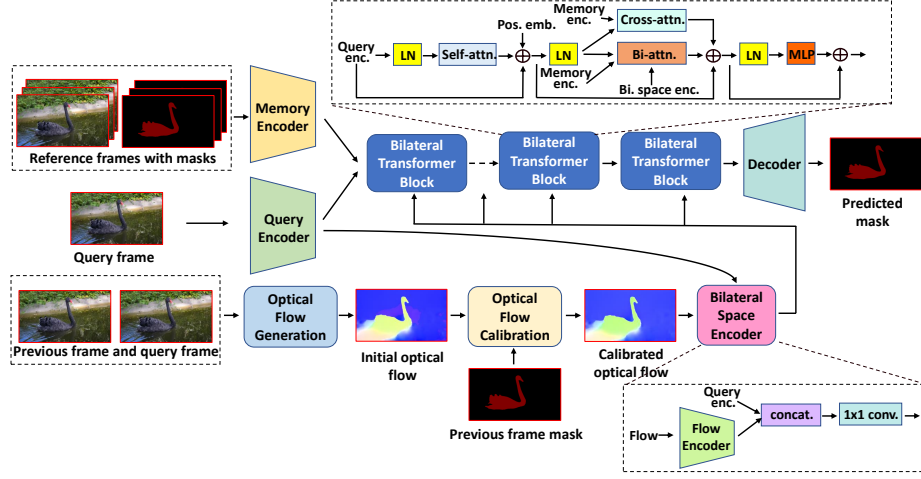 Memory
enc.
Cross-attn.
Pos. emb.
Query
enc.
LN
Self-attn.
LN
Memory
enc.
Bi-attn.
LN
MLP
Bi. space enc.
Reference frames with masks
Memory
Encoder
Bilateral
Transformer
Block
Bilateral
Transformer
Block
Bilateral
Transformer
Block
Decoder
Predicted
mask
Query frame
Query
Encoder
Previous frame and query frame
Optical
Flow
Generation
Initial optical
flow
Optical
Flow
Calibration
Calibrated
optical flow
Bilateral
Space
Encoder
Previous frame mask
Query
enc.
Flow
Flow
Encoder
concat.
1x1 conv.